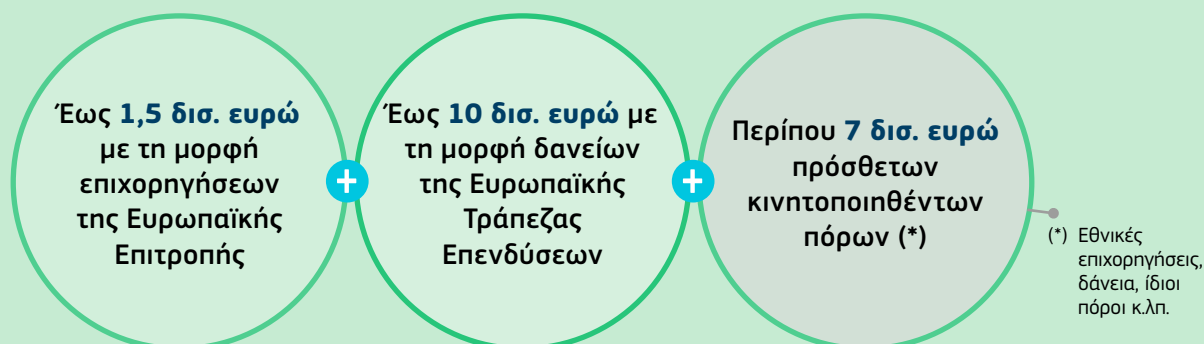 Έως 1,5 δισ. ευρώ
με τη μορφή
επιχορηγήσεων
της Ευρωπαϊκής
Επιτροπής
+
Έως 10 δισ. ευρώ με
τη μορφή δανείων
της Ευρωπαϊκής
Τράπεζας
Επενδύσεων
+
Περίπου 7 δισ. ευρώ
πρόσθετων
κινητοποιηθέντων
πόρων (*)
(*) Εθνικές
επιχορηγήσεις,
δάνεια, ίδιοι
πόροι κ.λπ.